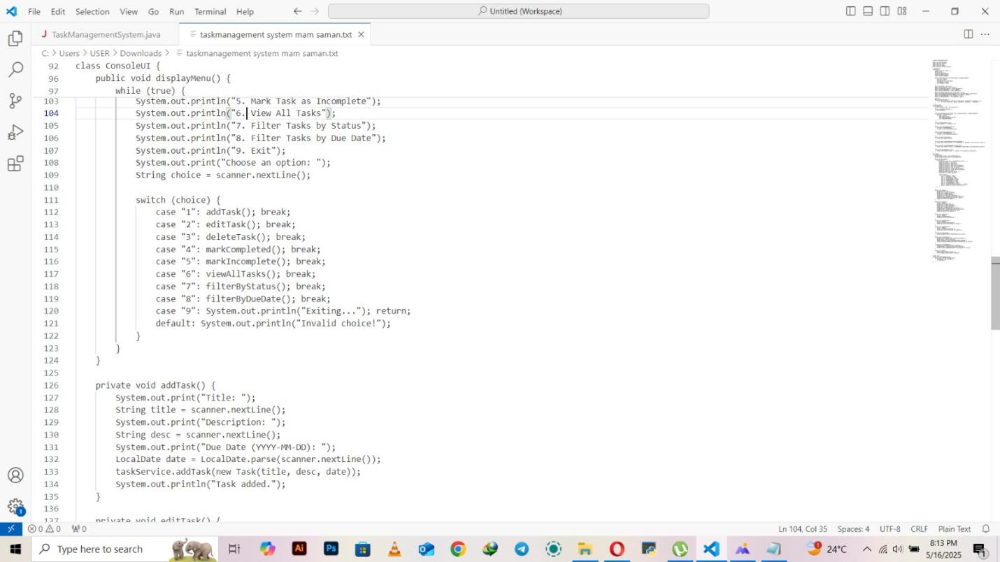 File Edit Selection View Go Run Terminal Help
Untitled (Workspace)
J TaskManagementSystem.java
taskmanagement system mam saman.txt
C: > Users > USER > Downloads > taskmanagement system mam saman.txt
92 class ConsoleUI {
96     public void displayMenu() {
97         while (true) {
103             System.out.println("5. Mark Task as Incomplete");
104             System.out.println("6. View All Tasks");
105             System.out.println("7. Filter Tasks by Status");
106             System.out.println("8. Filter Tasks by Due Date");
107             System.out.println("9. Exit");
108             System.out.print("Choose an option: ");
109             String choice = scanner.nextLine();
110
111             switch (choice) {
112                 case "1": addTask(); break;
113                 case "2": editTask(); break;
114                 case "3": deleteTask(); break;
115                 case "4": markCompleted(); break;
116                 case "5": markIncomplete(); break;
117                 case "6": viewAllTasks(); break;
118                 case "7": filterByStatus(); break;
119                 case "8": filterByDueDate(); break;
120                 case "9": System.out.println("Exiting..."); return;
121                 default: System.out.println("Invalid choice!");
122             }
123         }
124     }
125
126     private void addTask() {
127         System.out.print("Title: ");
128         String title = scanner.nextLine();
129         System.out.print("Description: ");
130         String desc = scanner.nextLine();
131         System.out.print("Due Date (YYYY-MM-DD): ");
132         LocalDate date = LocalDate.parse(scanner.nextLine());
133         taskService.addTask(new Task(title, desc, date));
134         System.out.println("Task added.");
135     }
136
137     private void editTask() {
1
0 0 0
Ln 104, Col 35 Spaces: 4 UTF-8 CRLF Plain Text
Type here to search
Ai Ps
24°C
8:13 PM
5/16/2025
1